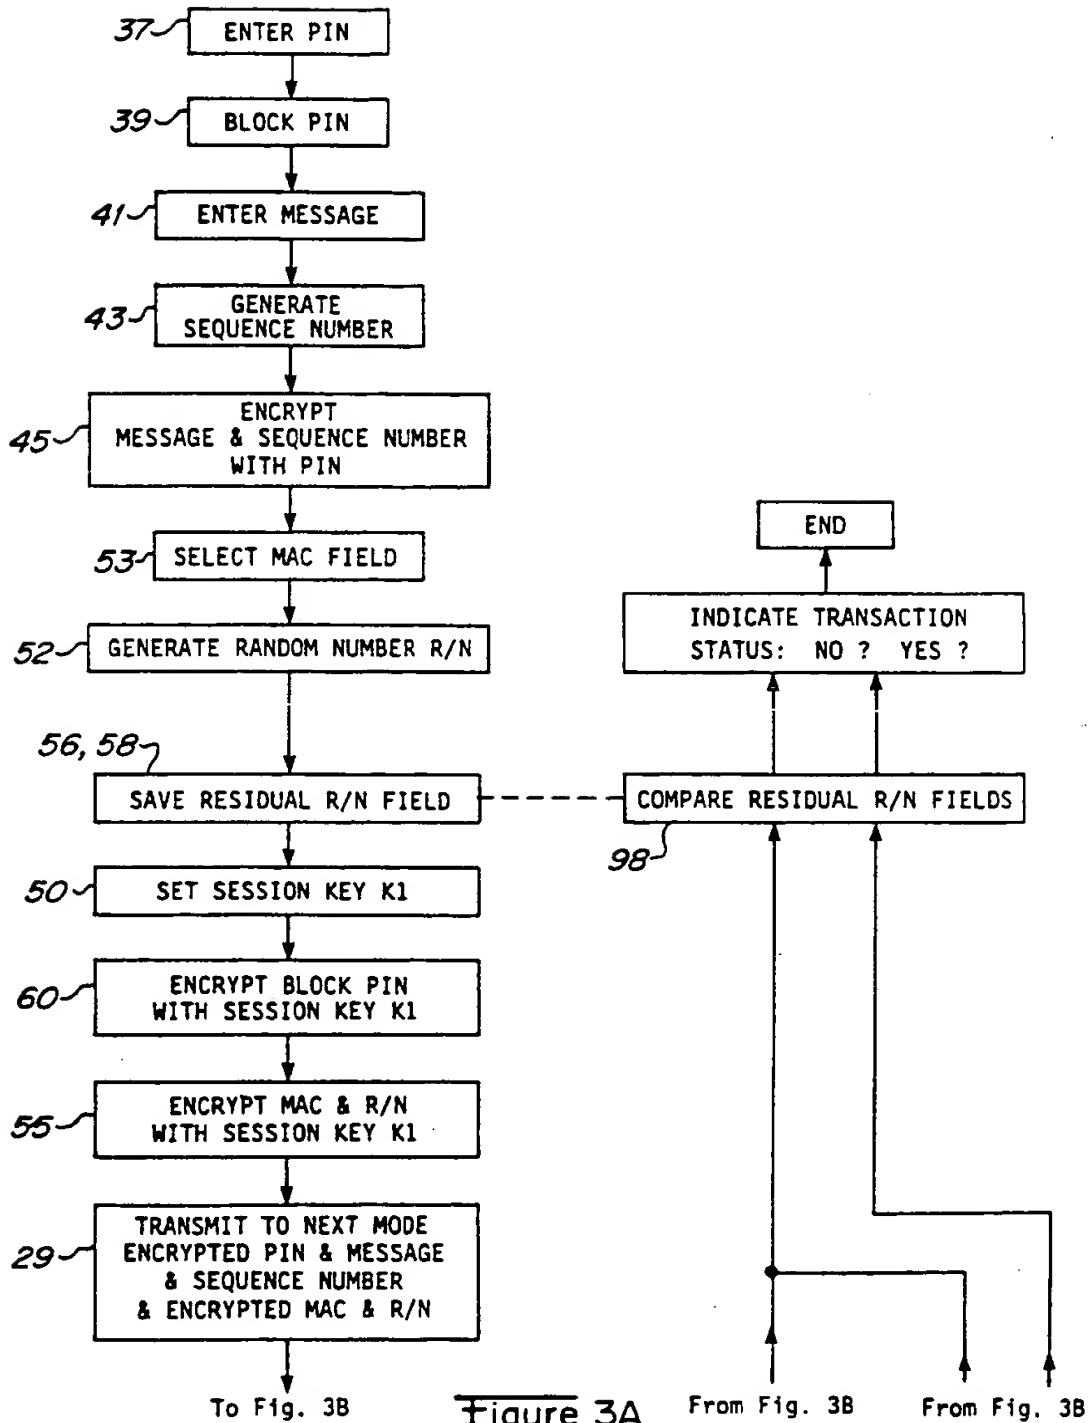 37
ENTER PIN
39
BLOCK PIN
41
ENTER MESSAGE
43
GENERATE
SEQUENCE NUMBER
45
ENCRYPT
MESSAGE & SEQUENCE NUMBER
WITH PIN
53
SELECT MAC FIELD
52
GENERATE RANDOM NUMBER R/N
56, 58
SAVE RESIDUAL R/N FIELD
50
SET SESSION KEY K1
60
ENCRYPT BLOCK PIN
WITH SESSION KEY K1
55
ENCRYPT MAC & R/N
WITH SESSION KEY K1
29
TRANSMIT TO NEXT MODE
ENCRYPTED PIN & MESSAGE
& SEQUENCE NUMBER
& ENCRYPTED MAC & R/N
To Fig. 3B
END
INDICATE TRANSACTION
STATUS: NO ? YES ?
COMPARE RESIDUAL R/N FIELDS
98
From Fig. 3B
From Fig. 3B
Figure 3A